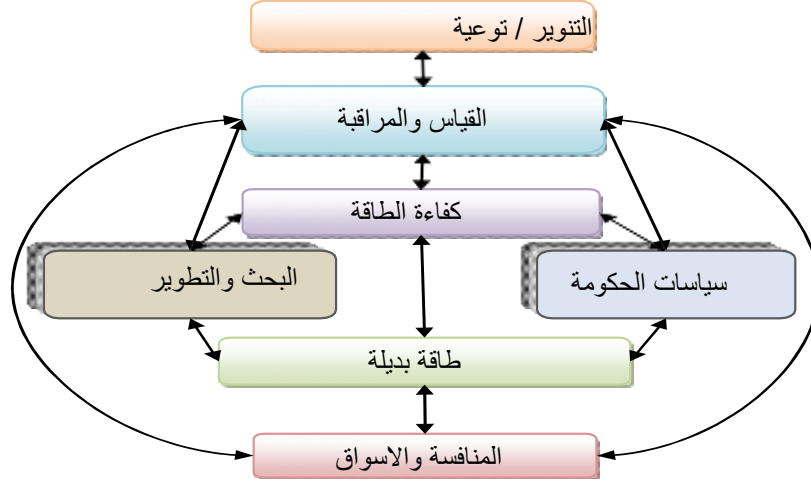 التنوير / توعية
القياس والمراقبة
كفاءة الطاقة
البحث والتطوير
سياسات الحكومة
طاقة بديلة
المنافسة والاسواق